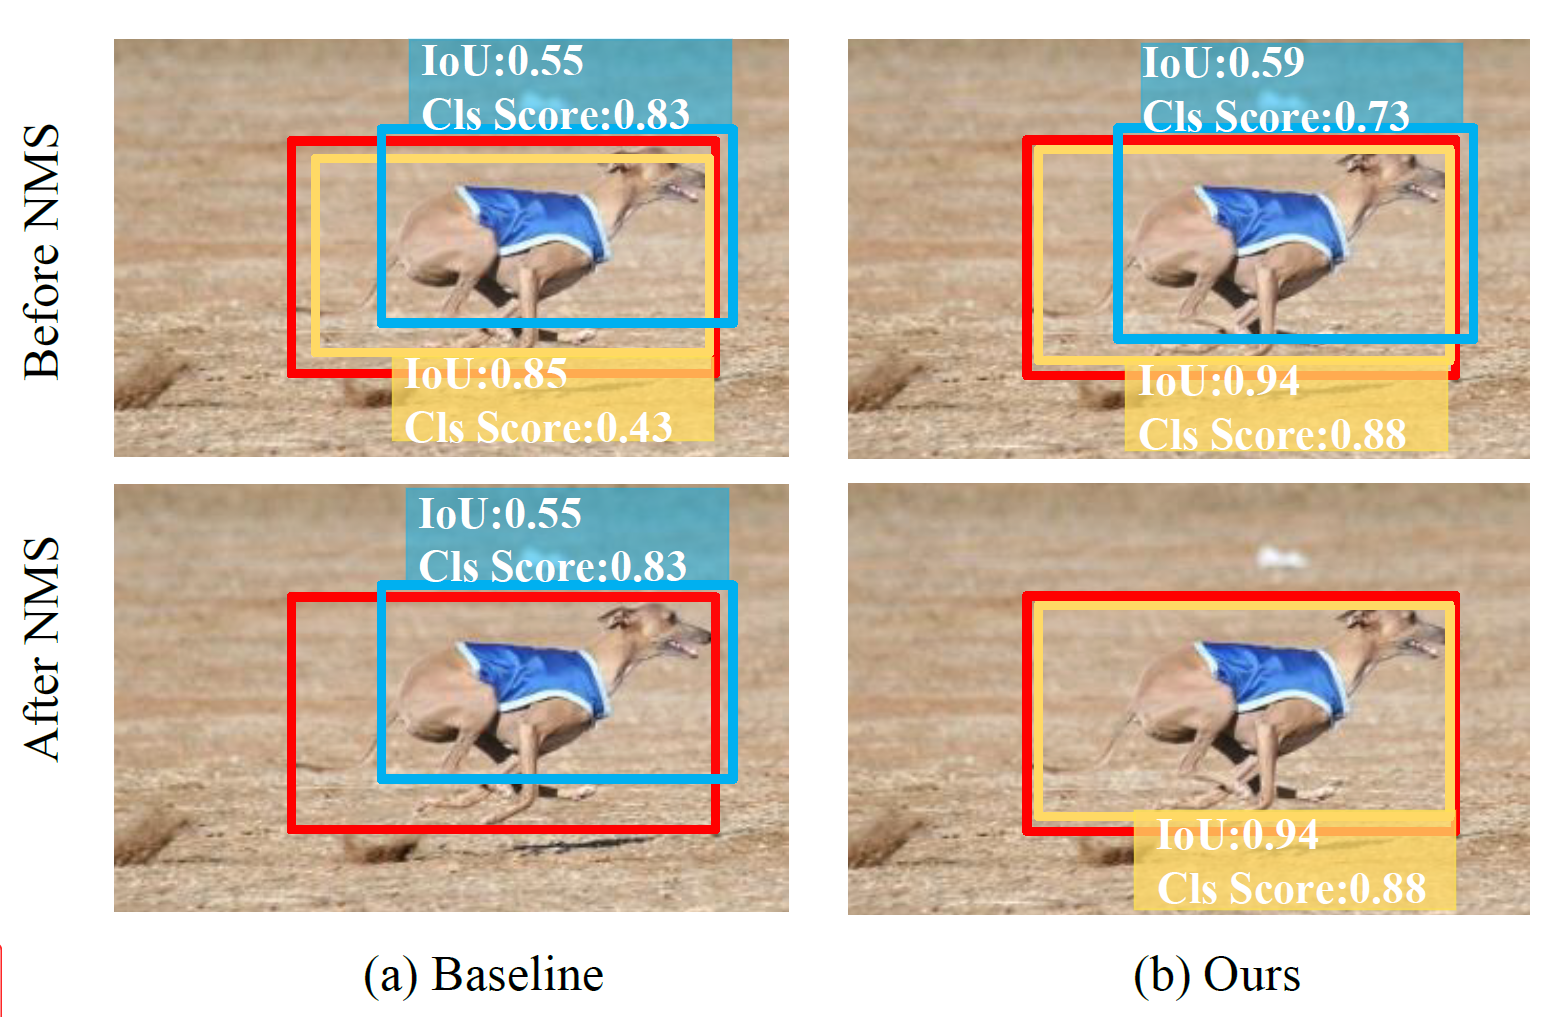 Before NMS
IoU:0.55
Cls Score:0.83
IoU:0.85
Cls Score:0.43
IoU:0.59
Cls Score:0.73
IoU:0.94
Cls Score:0.88
After NMS
IoU:0.55
Cls Score:0.83
IoU:0.94
Cls Score:0.88
(a) Baseline
(b) Ours